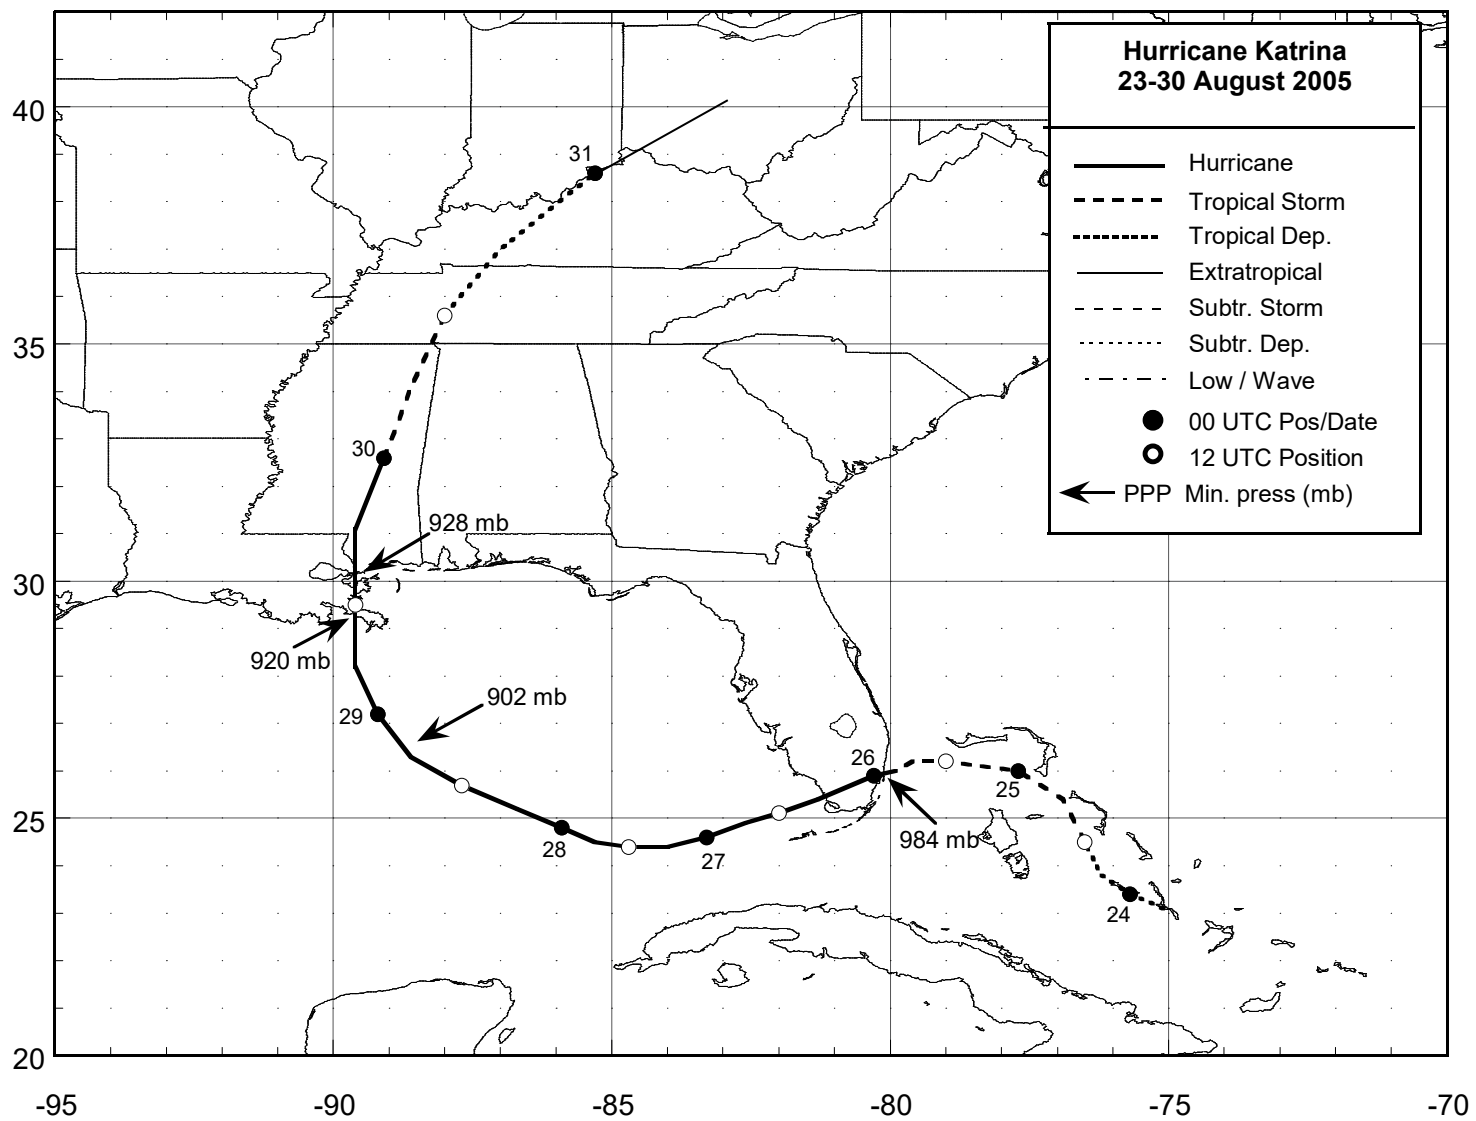 Hurricane Katrina
23-30 August 2005
Hurricane
Tropical Storm
Tropical Dep.
Extratropical
Subtr. Storm
Subtr. Dep.
Low / Wave
00 UTC Pos/Date
12 UTC Position
PPP Min. press (mb)
40
35
30
25
20
-95
-90
-85
-80
-75
-70
31
30
928 mb
920 mb
902 mb
29
28
27
26
984 mb
25
24